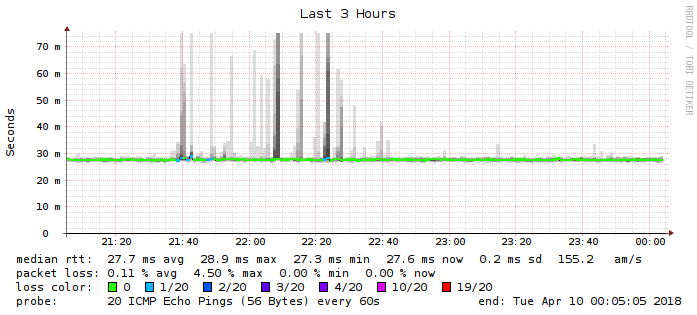 Last 3 Hours
RRDTOOL / TOBI OETIKER
Seconds
70 m
60 m
50 m
40 m
30 m
20 m
10 m
0
21:20 21:40 22:00 22:20 22:40 23:00 23:20 23:40 00:00
median rtt: 27.7 ms avg 28.9 ms max 27.3 ms min 27.6 ms now 0.2 ms sd 155.2 am/s
packet loss: 0.11 % avg 4.50 % max 0.00 % min 0.00 % now
loss color: 0 1/20 2/20 3/20 4/20 10/20 19/20
probe: 20 ICMP Echo Pings (56 Bytes) every 60s end: Tue Apr 10 00:05:05 2018